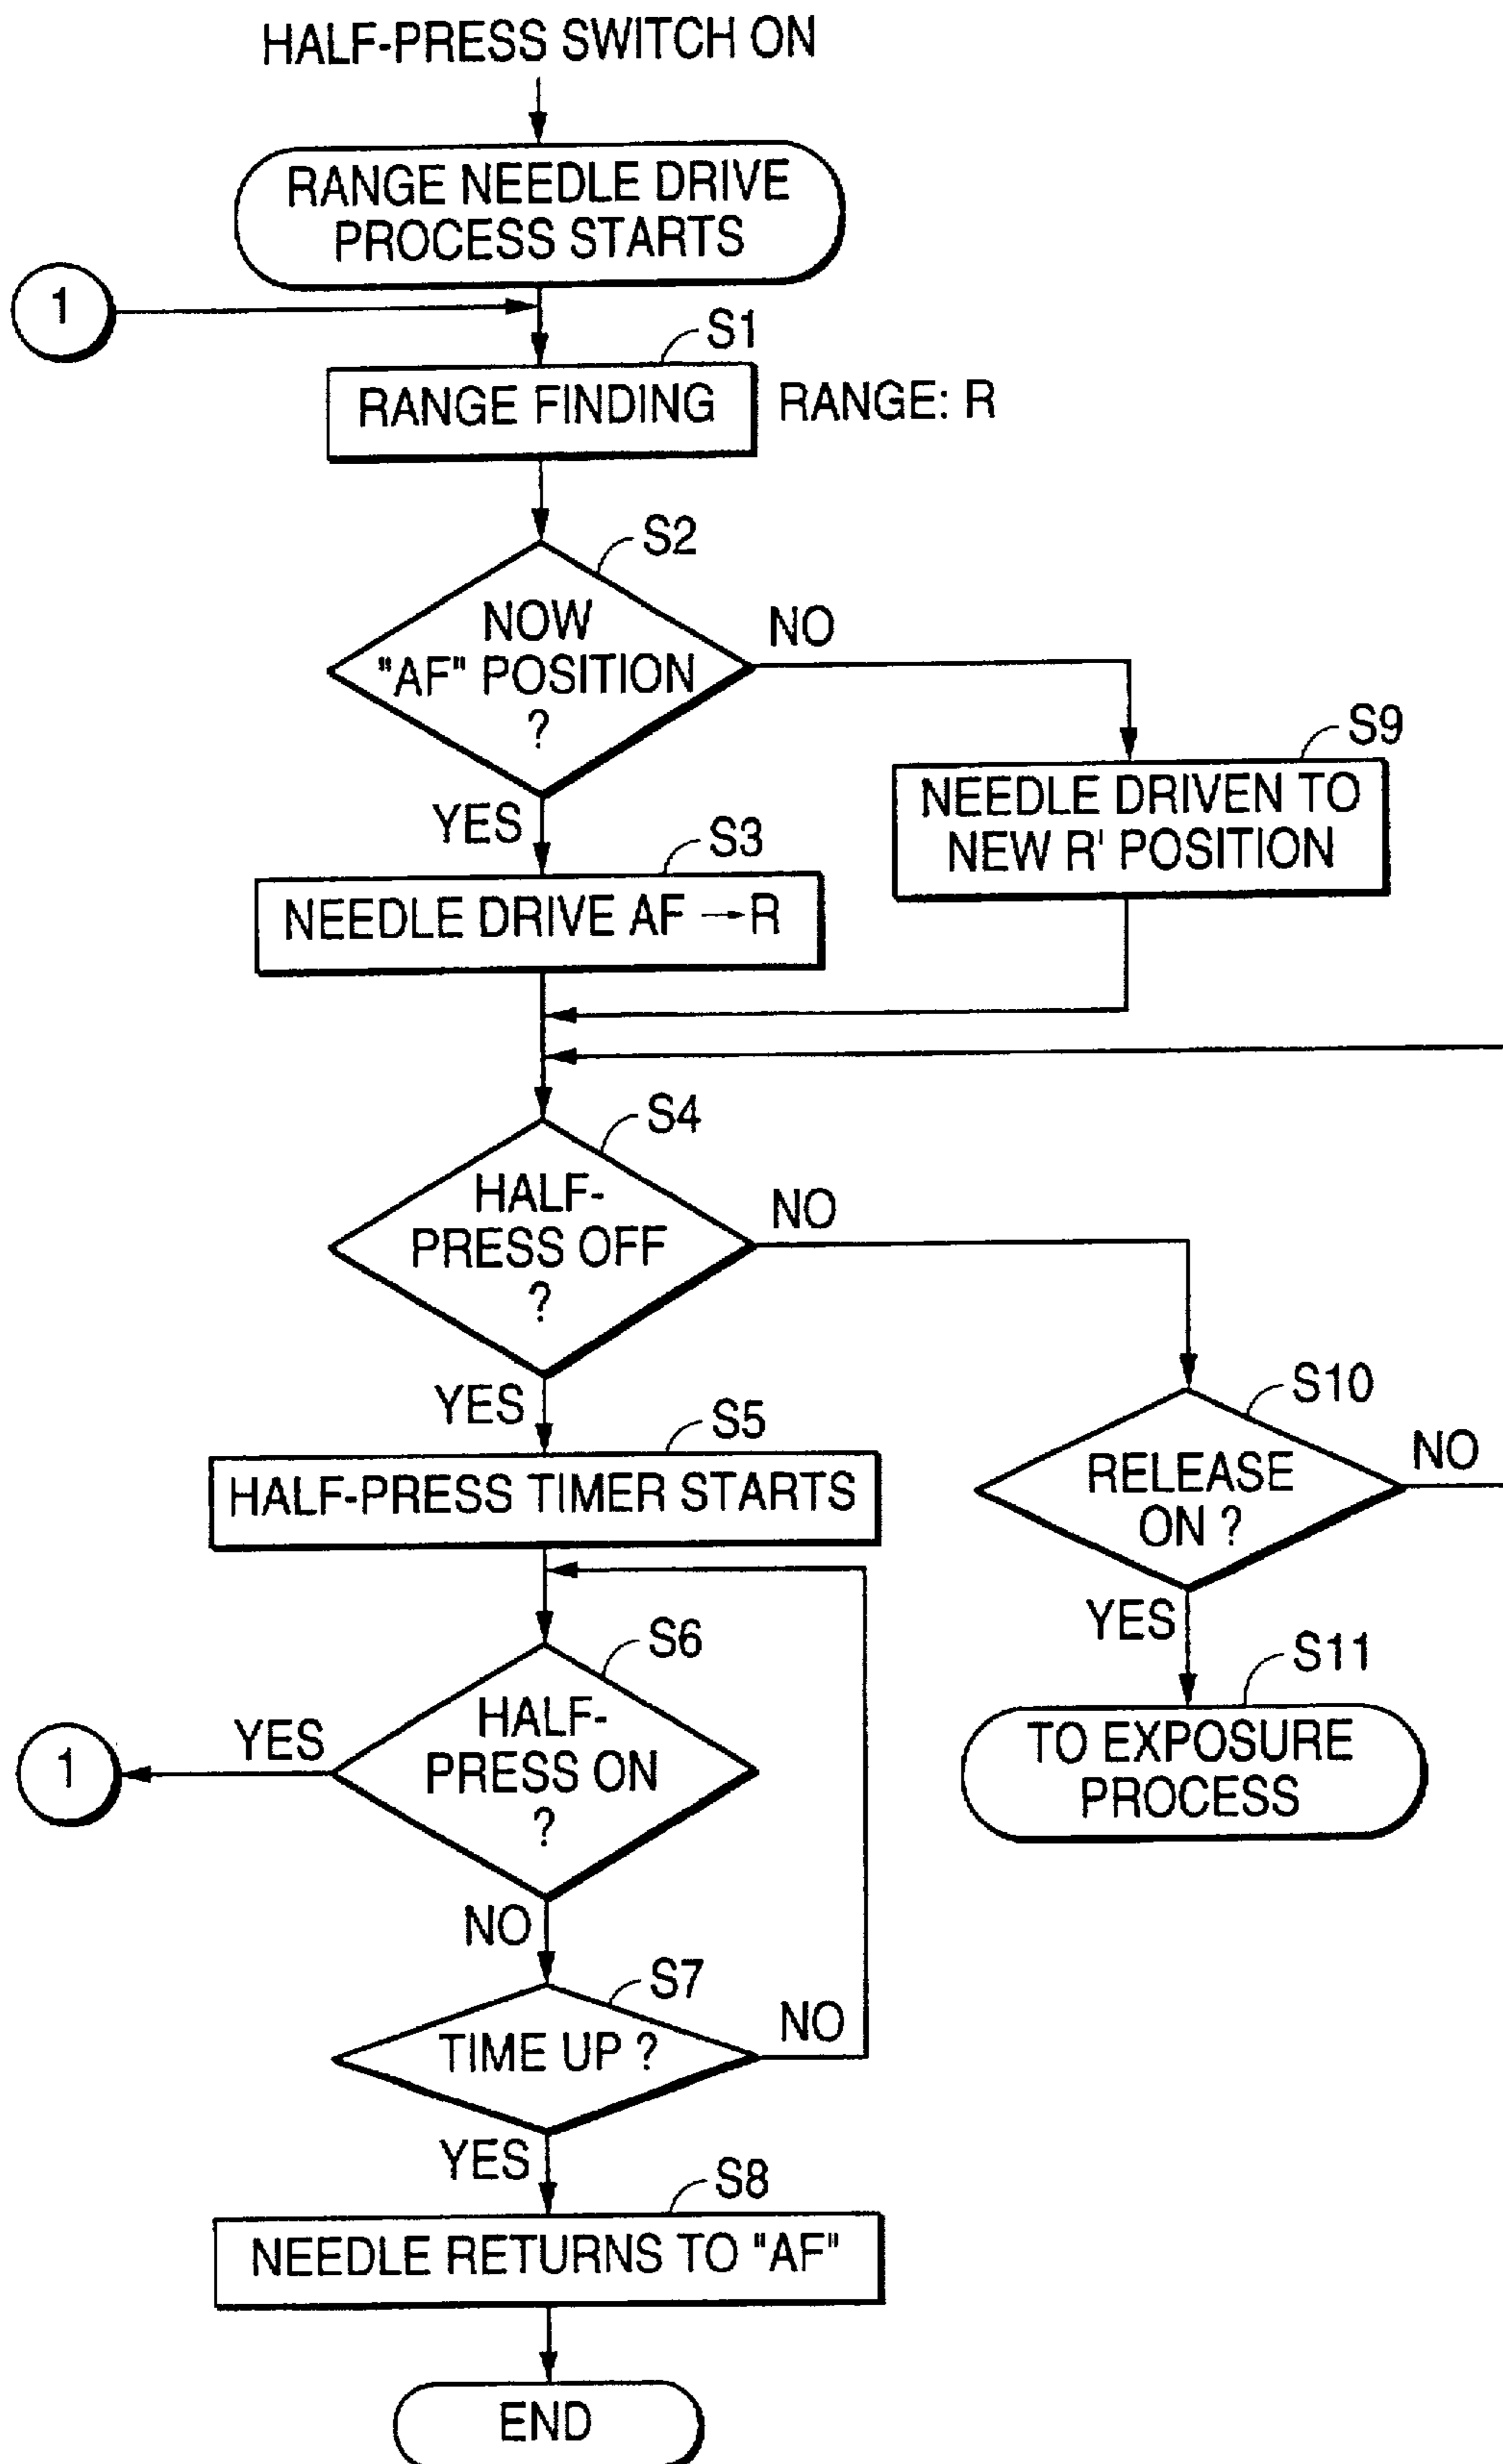 HALF-PRESS SWITCH ON
RANGE NEEDLE DRIVE
PROCESS STARTS
1
S1
RANGE FINDING
RANGE: R
S2
NOW
"AF" POSITION
?
NO
YES
S9
NEEDLE DRIVEN TO
NEW R' POSITION
S3
NEEDLE DRIVE AF → R
S4
HALF-
PRESS OFF
?
NO
YES
S10
RELEASE
ON ?
NO
YES
S5
HALF-PRESS TIMER STARTS
S11
TO EXPOSURE
PROCESS
S6
HALF-
PRESS ON
?
YES
1
NO
S7
TIME UP ?
NO
YES
S8
NEEDLE RETURNS TO "AF"
END